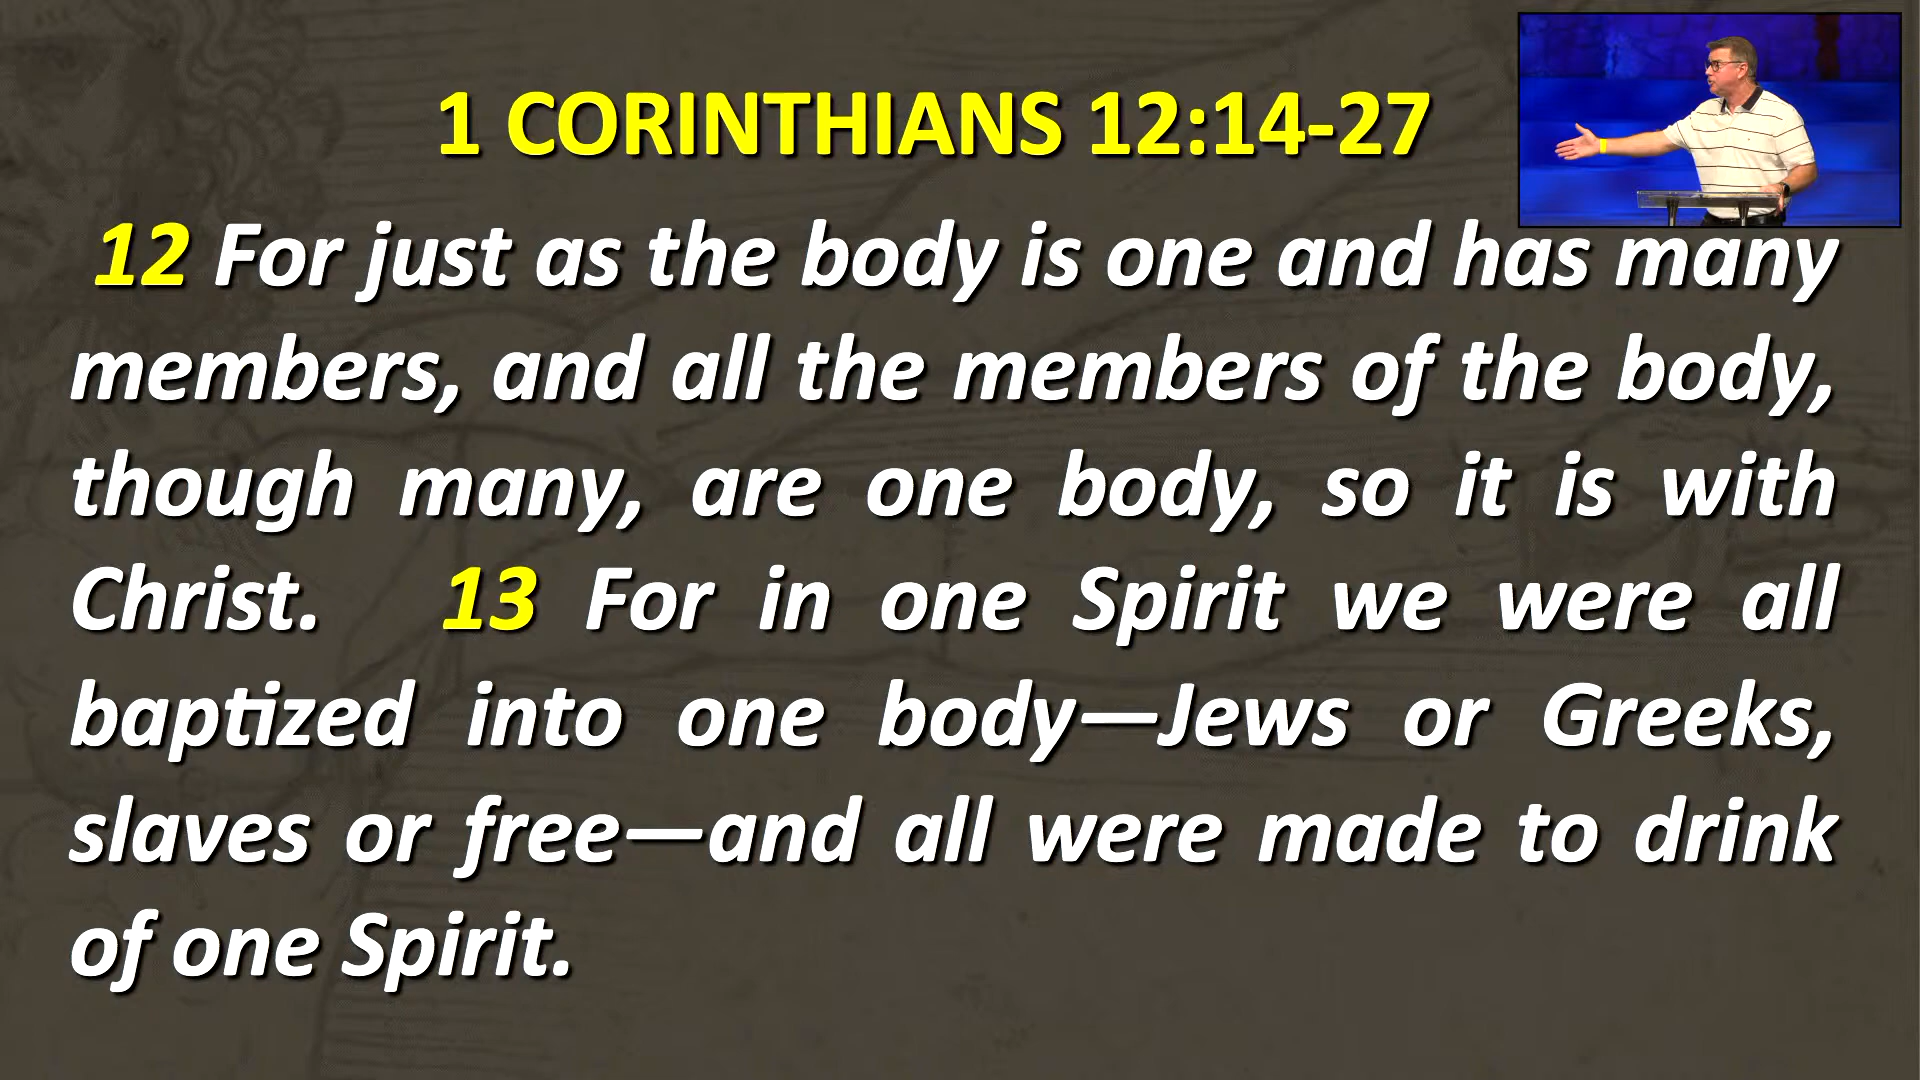 1 CORINTHIANS 12:14-27
12 For just as the body is one and has many
members, and all the members of the body,
though many, are one body, so it is with
Christ. 13 For in one Spirit we were all
baptized into one body—Jews or Greeks,
slaves or free—and all were made to drink
of one Spirit.